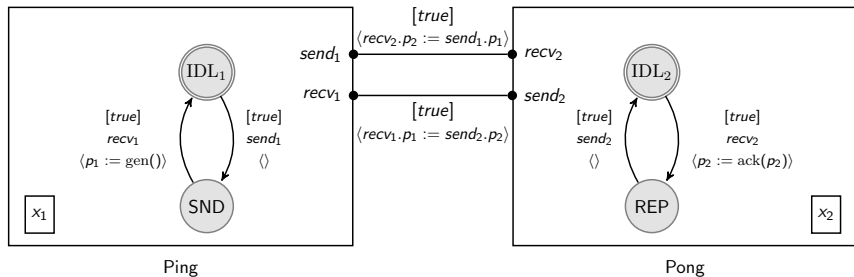 [true]
⟨recv₂.p₂ := send₁.p₁⟩
send₁
recv₂
recv₁
send₂
[true]
⟨recv₁.p₁ := send₂.p₂⟩
IDL₁
[true]
recv₁
⟨p₁ := gen()⟩
[true]
send₁
⟨⟩
SND
x₁
Ping
IDL₂
[true]
send₂
⟨⟩
[true]
recv₂
⟨p₂ := ack(p₂)⟩
REP
x₂
Pong